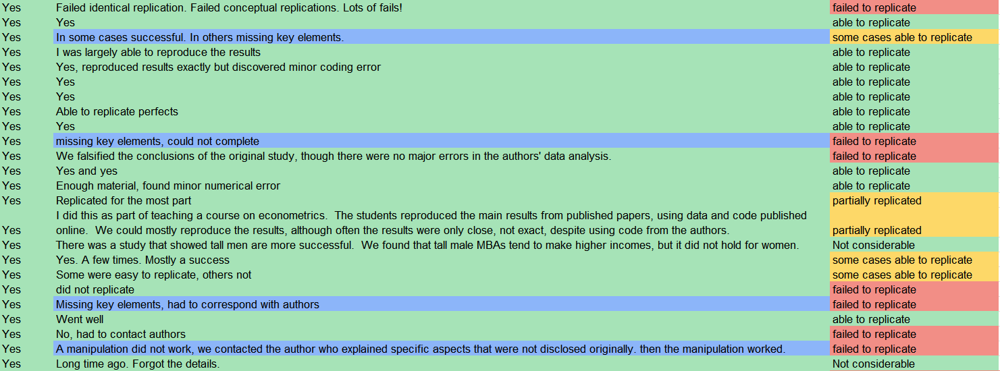 Yes Failed identical replication. Failed conceptual replications. Lots of fails! failed to replicate
Yes Yes able to replicate
Yes In some cases successful. In others missing key elements. some cases able to replicate
Yes I was largely able to reproduce the results able to replicate
Yes Yes, reproduced results exactly but discovered minor coding error able to replicate
Yes Yes able to replicate
Yes Yes able to replicate
Yes Able to replicate perfects able to replicate
Yes Yes able to replicate
Yes missing key elements, could not complete failed to replicate
Yes We falsified the conclusions of the original study, though there were no major errors in the authors' data analysis. failed to replicate
Yes Yes and yes able to replicate
Yes Enough material, found minor numerical error able to replicate
Yes Replicated for the most part partially replicated
I did this as part of teaching a course on econometrics. The students reproduced the main results from published papers, using data and code published
Yes online. We could mostly reproduce the results, although often the results were only close, not exact, despite using code from the authors. partially replicated
Yes There was a study that showed tall men are more successful. We found that tall male MBAs tend to make higher incomes, but it did not hold for women. Not considerable
Yes Yes. A few times. Mostly a success some cases able to replicate
Yes Some were easy to replicate, others not some cases able to replicate
Yes did not replicate failed to replicate
Yes Missing key elements, had to correspond with authors failed to replicate
Yes Went well able to replicate
Yes No, had to contact authors failed to replicate
Yes A manipulation did not work, we contacted the author who explained specific aspects that were not disclosed originally. then the manipulation worked. failed to replicate
Yes Long time ago. Forgot the details. Not considerable